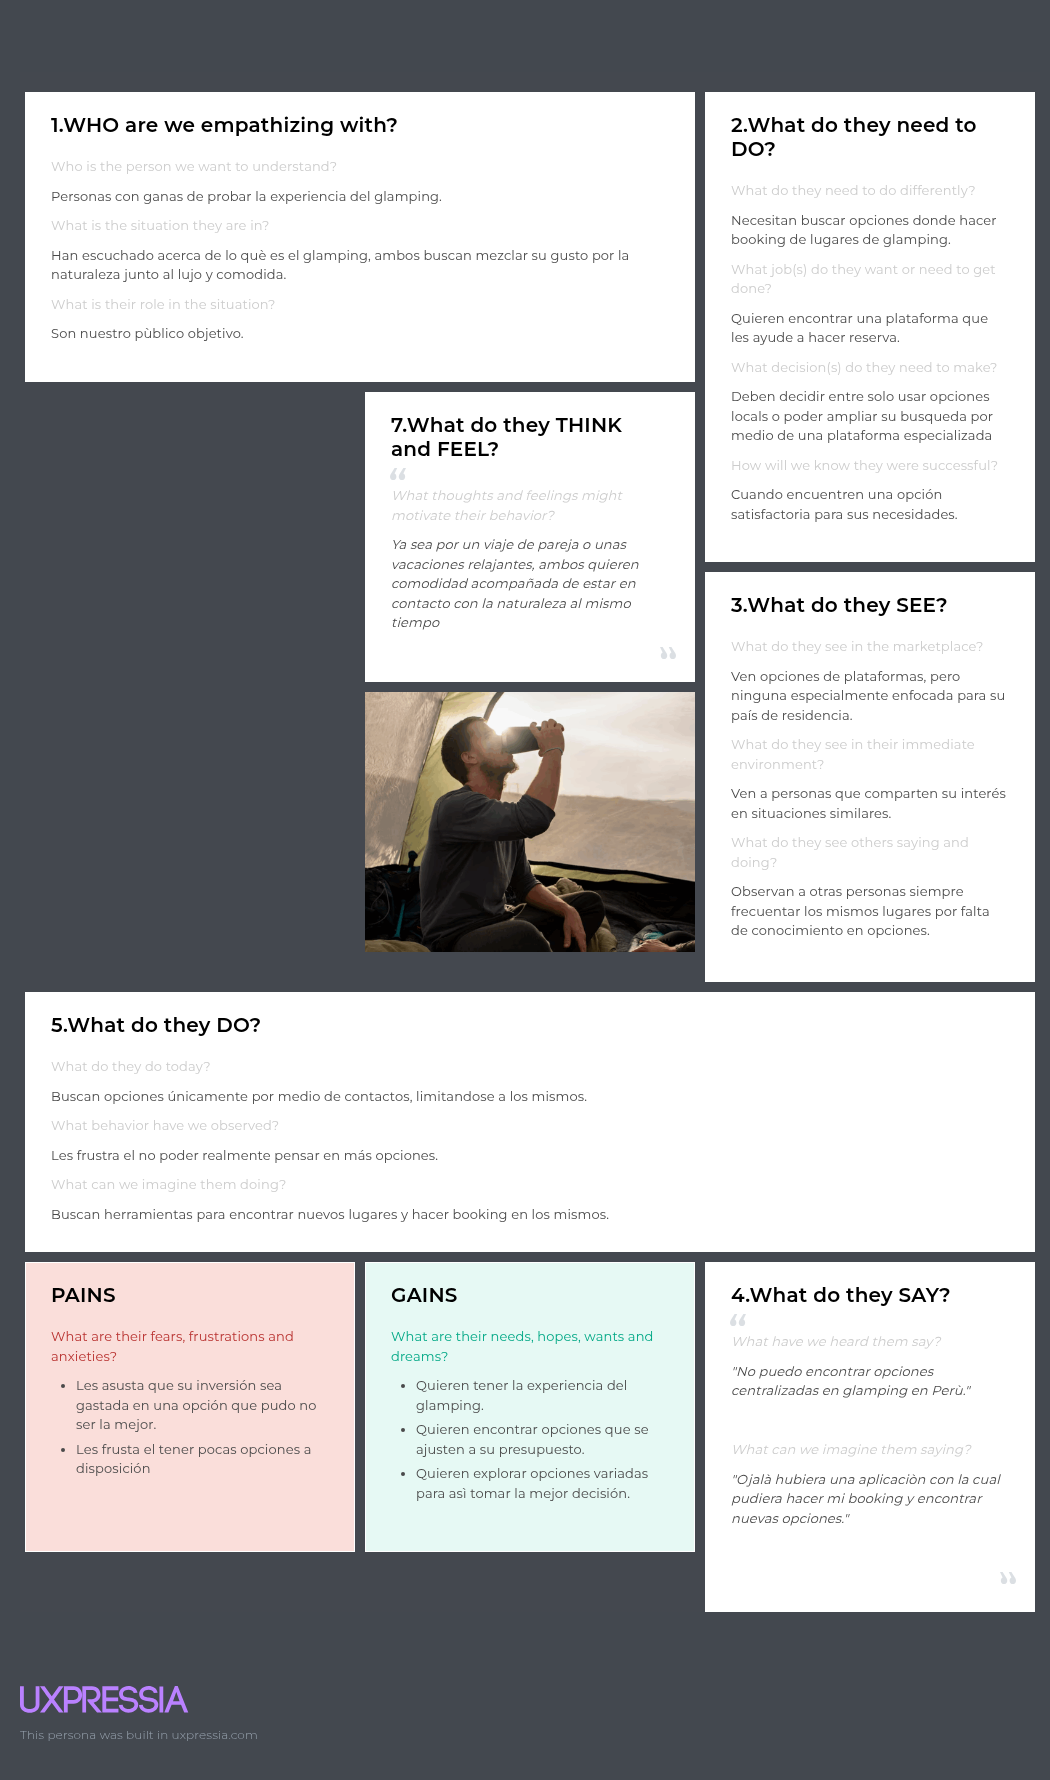 1.WHO are we empathizing with?
Who is the person we want to understand?
Personas con ganas de probar la experiencia del glamping.
What is the situation they are in?
Han escuchado acerca de lo què es el glamping, ambos buscan mezclar su gusto por la
naturaleza junto al lujo y comodida.
What is their role in the situation?
Son nuestro pùblico objetivo.
2.What do they need to
DO?
What do they need to do differently?
Necesitan buscar opciones donde hacer
booking de lugares de glamping.
What job(s) do they want or need to get
done?
Quieren encontrar una plataforma que
les ayude a hacer reserva.
What decision(s) do they need to make?
Deben decidir entre solo usar opciones
locals o poder ampliar su busqueda por
medio de una plataforma especializada
How will we know they were successful?
Cuando encuentren una opción
satisfactoria para sus necesidades.
7.What do they THINK
and FEEL?
“
What thoughts and feelings might
motivate their behavior?
Ya sea por un viaje de pareja o unas
vacaciones relajantes, ambos quieren
comodidad acompañada de estar en
contacto con la naturaleza al mismo
tiempo
”
3.What do they SEE?
What do they see in the marketplace?
Ven opciones de plataformas, pero
ninguna especialmente enfocada para su
país de residencia.
What do they see in their immediate
environment?
Ven a personas que comparten su interés
en situaciones similares.
What do they see others saying and
doing?
Observan a otras personas siempre
frecuentar los mismos lugares por falta
de conocimiento en opciones.
5.What do they DO?
What do they do today?
Buscan opciones únicamente por medio de contactos, limitandose a los mismos.
What behavior have we observed?
Les frustra el no poder realmente pensar en más opciones.
What can we imagine them doing?
Buscan herramientas para encontrar nuevos lugares y hacer booking en los mismos.
PAINS
What are their fears, frustrations and
anxieties?
• Les asusta que su inversión sea
gastada en una opción que pudo no
ser la mejor.
• Les frusta el tener pocas opciones a
disposición
GAINS
What are their needs, hopes, wants and
dreams?
• Quieren tener la experiencia del
glamping.
• Quieren encontrar opciones que se
ajusten a su presupuesto.
• Quieren explorar opciones variadas
para asì tomar la mejor decisión.
4.What do they SAY?
“
What have we heard them say?
"No puedo encontrar opciones
centralizadas en glamping en Perù."
What can we imagine them saying?
"Ojalà hubiera una aplicaciòn con la cual
pudiera hacer mi booking y encontrar
nuevas opciones."
”
UXPRESSIA
This persona was built in uxpressia.com